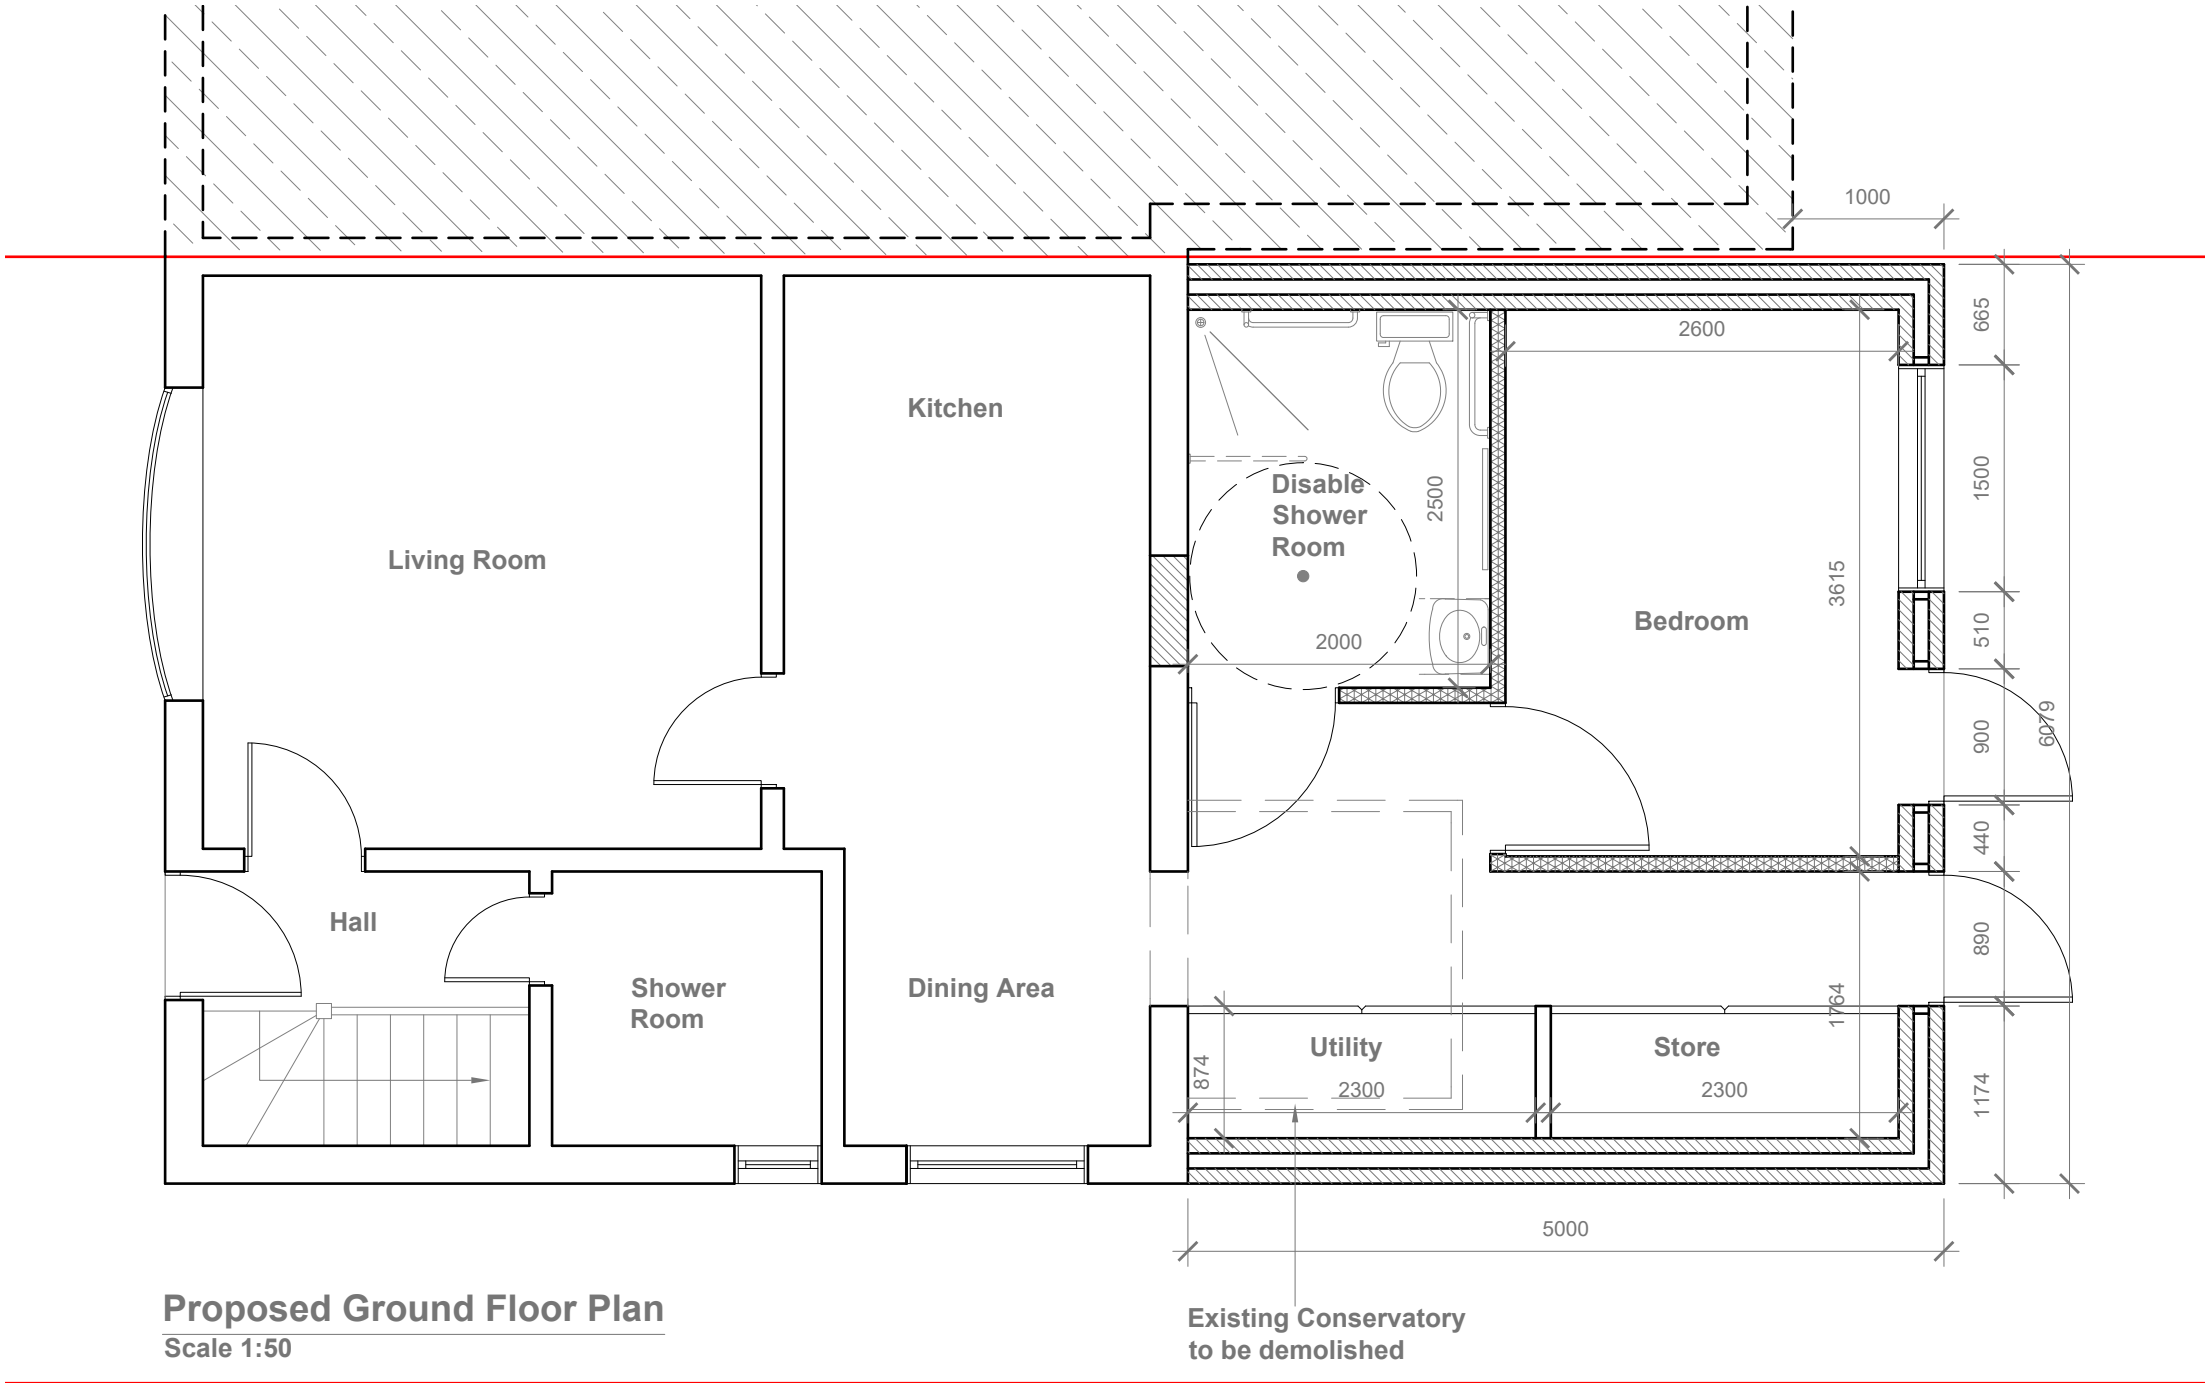 1000
665
2600
Kitchen
1500
Disable
Shower
Room
2500
Living Room
3615
Bedroom
510
2000
900
6079
440
Hall
890
Shower
Room
Dining Area
1764
Utility
Store
874
2300
2300
1174
5000
Proposed Ground Floor Plan
Scale 1:50
Existing Conservatory
to be demolished